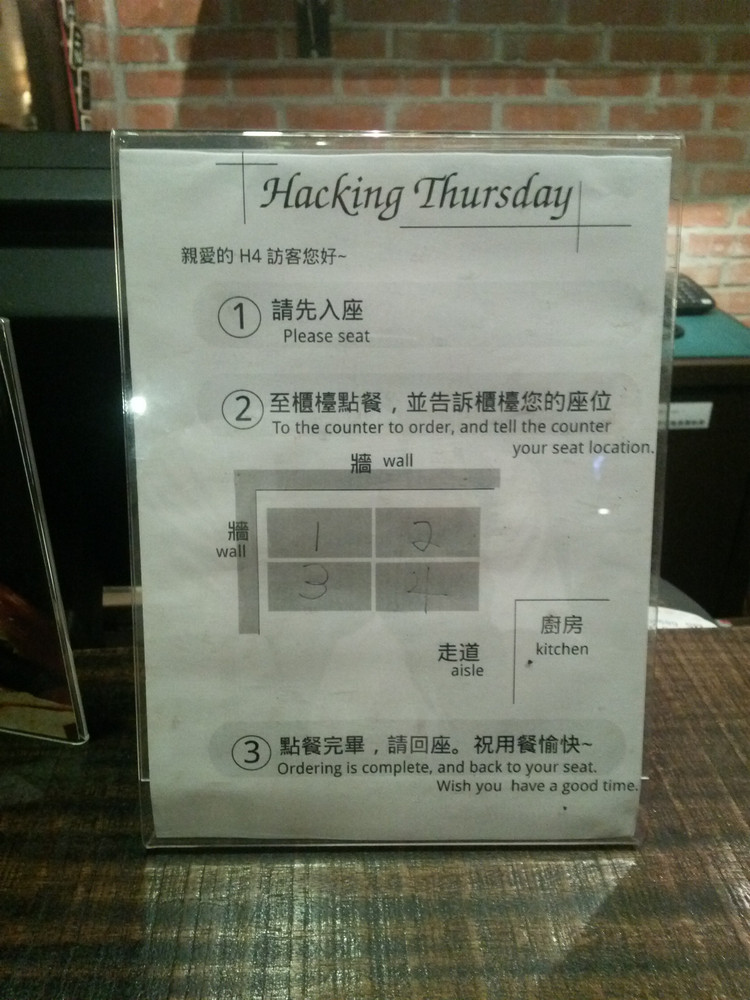 Hacking Thursday
親愛的 H4 訪客您好~
① 請先入座
Please seat
② 至櫃檯點餐，並告訴櫃檯您的座位
To the counter to order, and tell the counter
your seat location.
牆 wall
牆
wall
1 2
3 4
廚房
kitchen
走道
aisle
③ 點餐完畢，請回座。祝用餐愉快~
Ordering is complete, and back to your seat.
Wish you have a good time.